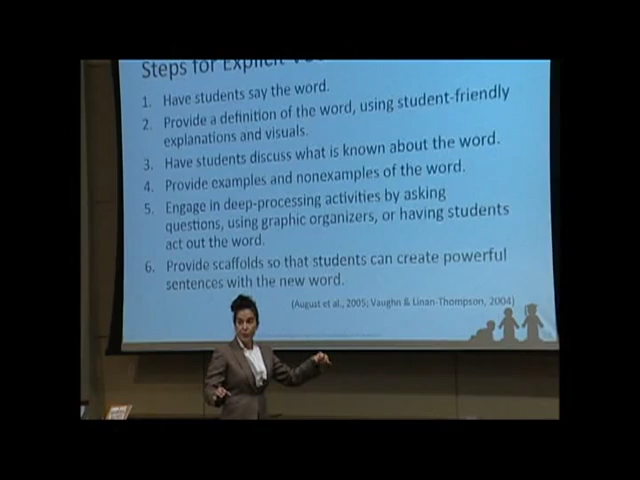 Steps for Explicit
1. Have students say the word.
2. Provide a definition of the word, using student-friendly
explanations and visuals.
3. Have students discuss what is known about the word.
4. Provide examples and nonexamples of the word.
5. Engage in deep-processing activities by asking
questions, using graphic organizers, or having students
act out the word.
6. Provide scaffolds so that students can create powerful
sentences with the new word.
(August et al., 2005; Vaughn & Linan-Thompson, 2004)